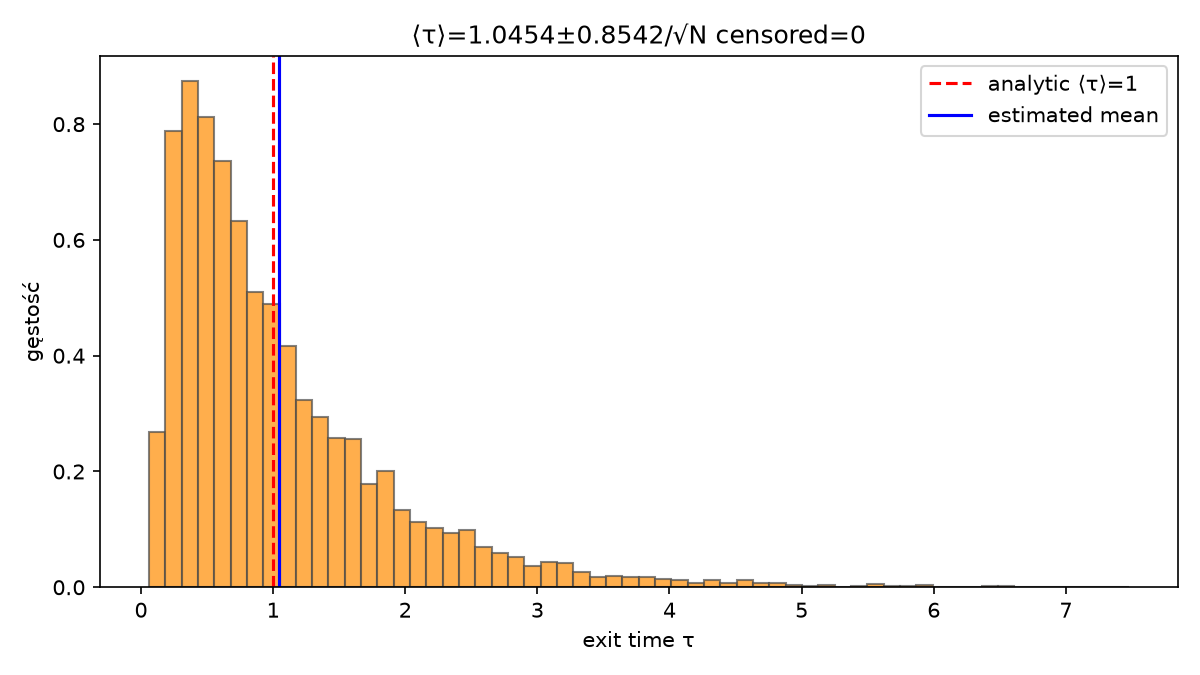 ⟨τ⟩=1.0454±0.8542/√N censored=0
analytic ⟨τ⟩=1
estimated mean
gęstość
0.8
0.6
0.4
0.2
0.0
0 1 2 3 4 5 6 7
exit time τ